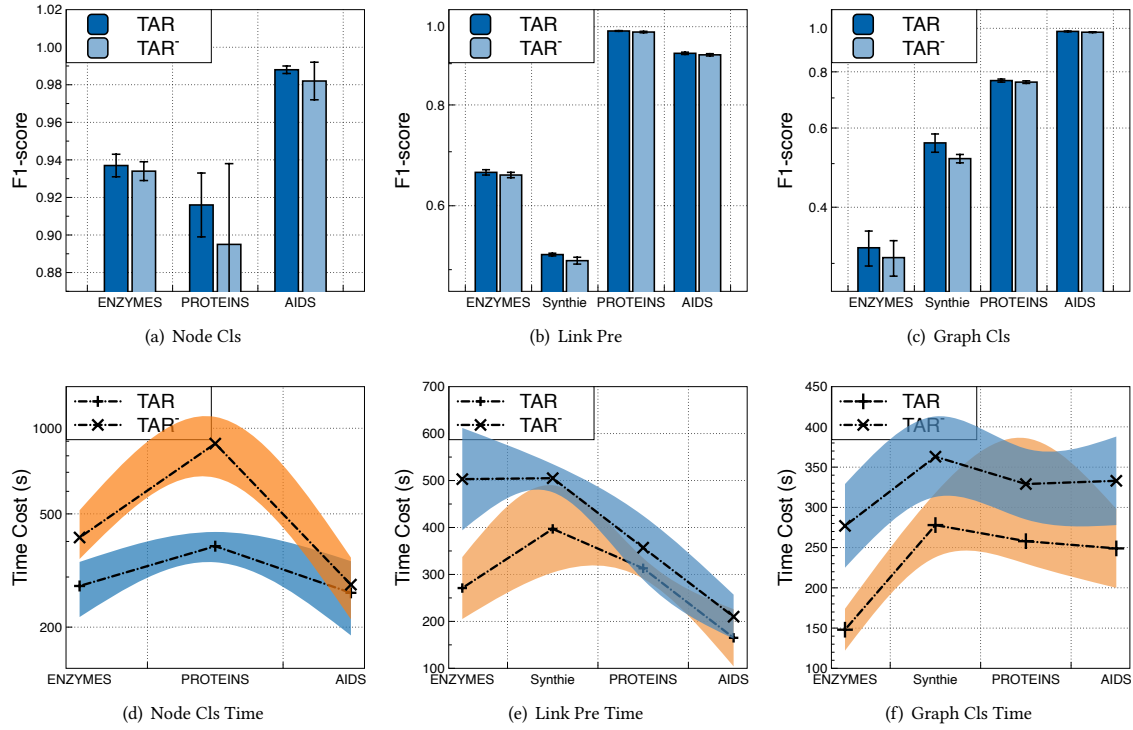 1.02
1.00
0.98
0.96
0.94
0.92
0.90
0.88
F1-score
TAR
TAR⁻
ENZYMES PROTEINS AIDS
(a) Node Cls
1.0
0.8
0.6
F1-score
TAR
TAR⁻
ENZYMES Synthie PROTEINS AIDS
(b) Link Pre
1.0
0.8
0.6
0.4
F1-score
TAR
TAR⁻
ENZYMES Synthie PROTEINS AIDS
(c) Graph Cls
1000
500
200
Time Cost (s)
TAR
TAR⁻
ENZYMES PROTEINS AIDS
(d) Node Cls Time
700
600
500
400
300
200
100
Time Cost (s)
TAR
TAR⁻
ENZYMES Synthie PROTEINS AIDS
(e) Link Pre Time
450
400
350
300
250
200
150
100
Time Cost (s)
TAR
TAR⁻
ENZYMES Synthie PROTEINS AIDS
(f) Graph Cls Time